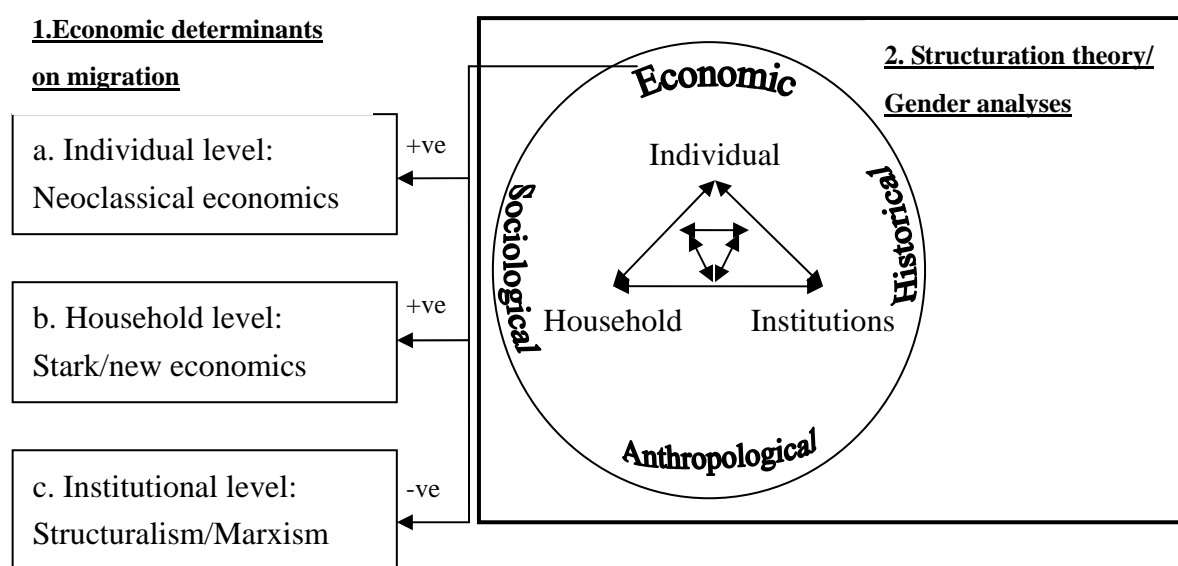 1.Economic determinants
on migration
a. Individual level:
Neoclassical economics
+ve
b. Household level:
Stark/new economics
+ve
c. Institutional level:
Structuralism/Marxism
-ve
2. Structuration theory/
Gender analyses
Economic
Sociological
Historical
Anthropological
Individual
Household
Institutions